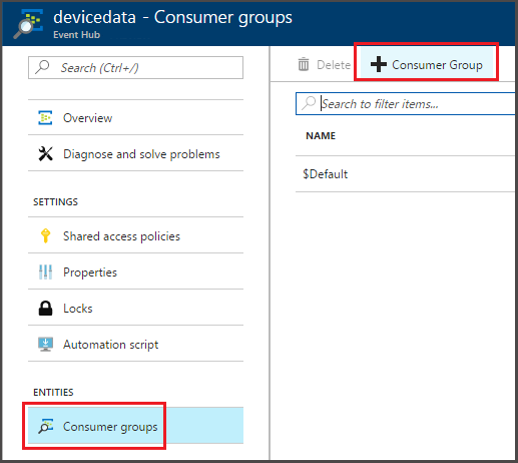 devicedata - Consumer groups
Event Hub
Search (Ctrl+/)
Overview
Diagnose and solve problems
SETTINGS
Shared access policies
Properties
Locks
Automation script
ENTITIES
Consumer groups
Delete
Consumer Group
Search to filter items...
NAME
$Default